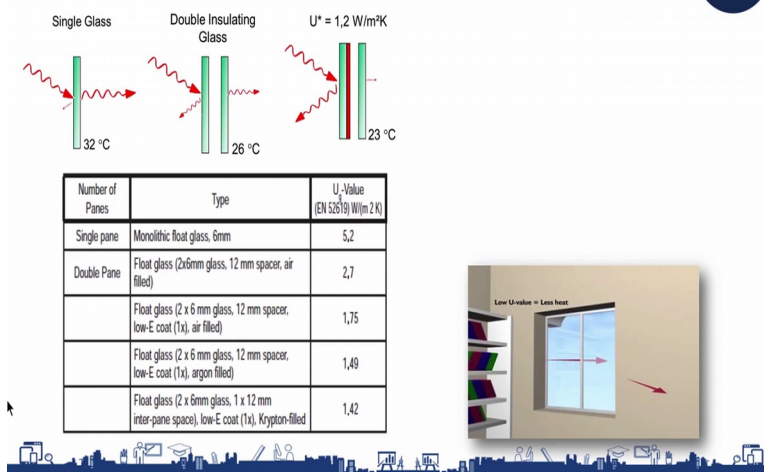 Single Glass
Double Insulating
Glass
U* = 1,2 W/m²K
32 °C
26 °C
23 °C
Number of
Panes
Type
Ug-Value
(EN 52619) W/(m 2 K)
Single pane
Monolithic float glass, 6mm
5,2
Double Pane
Float glass (2x6mm glass, 12 mm spacer, air
filled)
2,7
Float glass (2 x 6 mm glass, 12 mm spacer,
low-E coat (1x), air filled)
1,75
Float glass (2 x 6 mm glass, 12 mm spacer,
low-E coat (1x), argon filled)
1,49
Float glass (2 x 6mm glass, 1 x 12 mm
inter-pane space), low-E coat (1x), Krypton-filled
1,42
Low U-value = Less heat